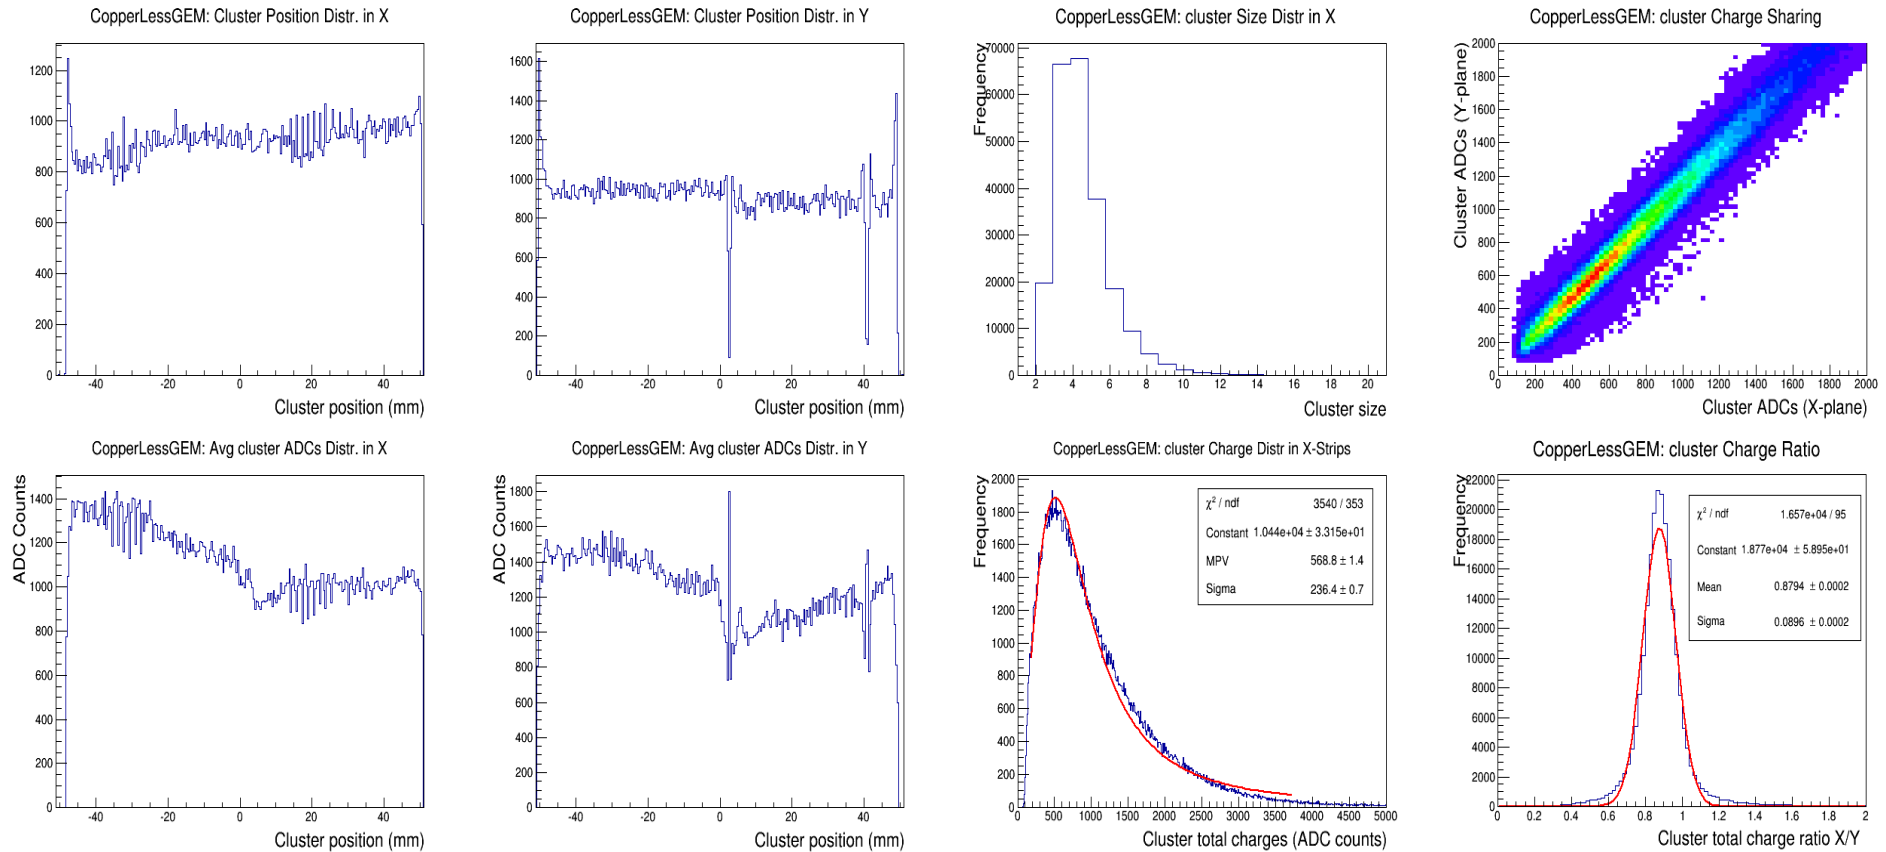 CopperLessGEM: Cluster Position Distr. in X
1200
1000
800
600
400
200
0
-40 -20 0 20 40
Cluster position (mm)
CopperLessGEM: Cluster Position Distr. in Y
1600
1400
1200
1000
800
600
400
200
0
-40 -20 0 20 40
Cluster position (mm)
CopperLessGEM: cluster Size Distr in X
Frequency
70000
60000
50000
40000
30000
20000
10000
0
2 4 6 8 10 12 14 16 18 20
Cluster size
CopperLessGEM: cluster Charge Sharing
Cluster ADCs (Y-plane)
2000
1800
1600
1400
1200
1000
800
600
400
200
0
0 200 400 600 800 1000 1200 1400 1600 1800 2000
Cluster ADCs (X-plane)
CopperLessGEM: Avg cluster ADCs Distr. in X
ADC Counts
1400
1200
1000
800
600
400
200
0
-40 -20 0 20 40
Cluster position (mm)
CopperLessGEM: Avg cluster ADCs Distr. in Y
ADC Counts
1800
1600
1400
1200
1000
800
600
400
200
0
-40 -20 0 20 40
Cluster position (mm)
CopperLessGEM: cluster Charge Distr in X-Strips
Frequency
2000
1800
1600
1400
1200
1000
800
600
400
200
0
χ² / ndf 3540 / 353
Constant 1.044e+04 ± 3.315e+01
MPV 568.8 ± 1.4
Sigma 236.4 ± 0.7
0 500 1000 1500 2000 2500 3000 3500 4000 4500 5000
Cluster total charges (ADC counts)
CopperLessGEM: cluster Charge Ratio
Frequency
22000
20000
18000
16000
14000
12000
10000
8000
6000
4000
2000
0
χ² / ndf 1.657e+04 / 95
Constant 1.877e+04 ± 5.895e+01
Mean 0.8794 ± 0.0002
Sigma 0.0896 ± 0.0002
0 0.2 0.4 0.6 0.8 1 1.2 1.4 1.6 1.8 2
Cluster total charge ratio X/Y